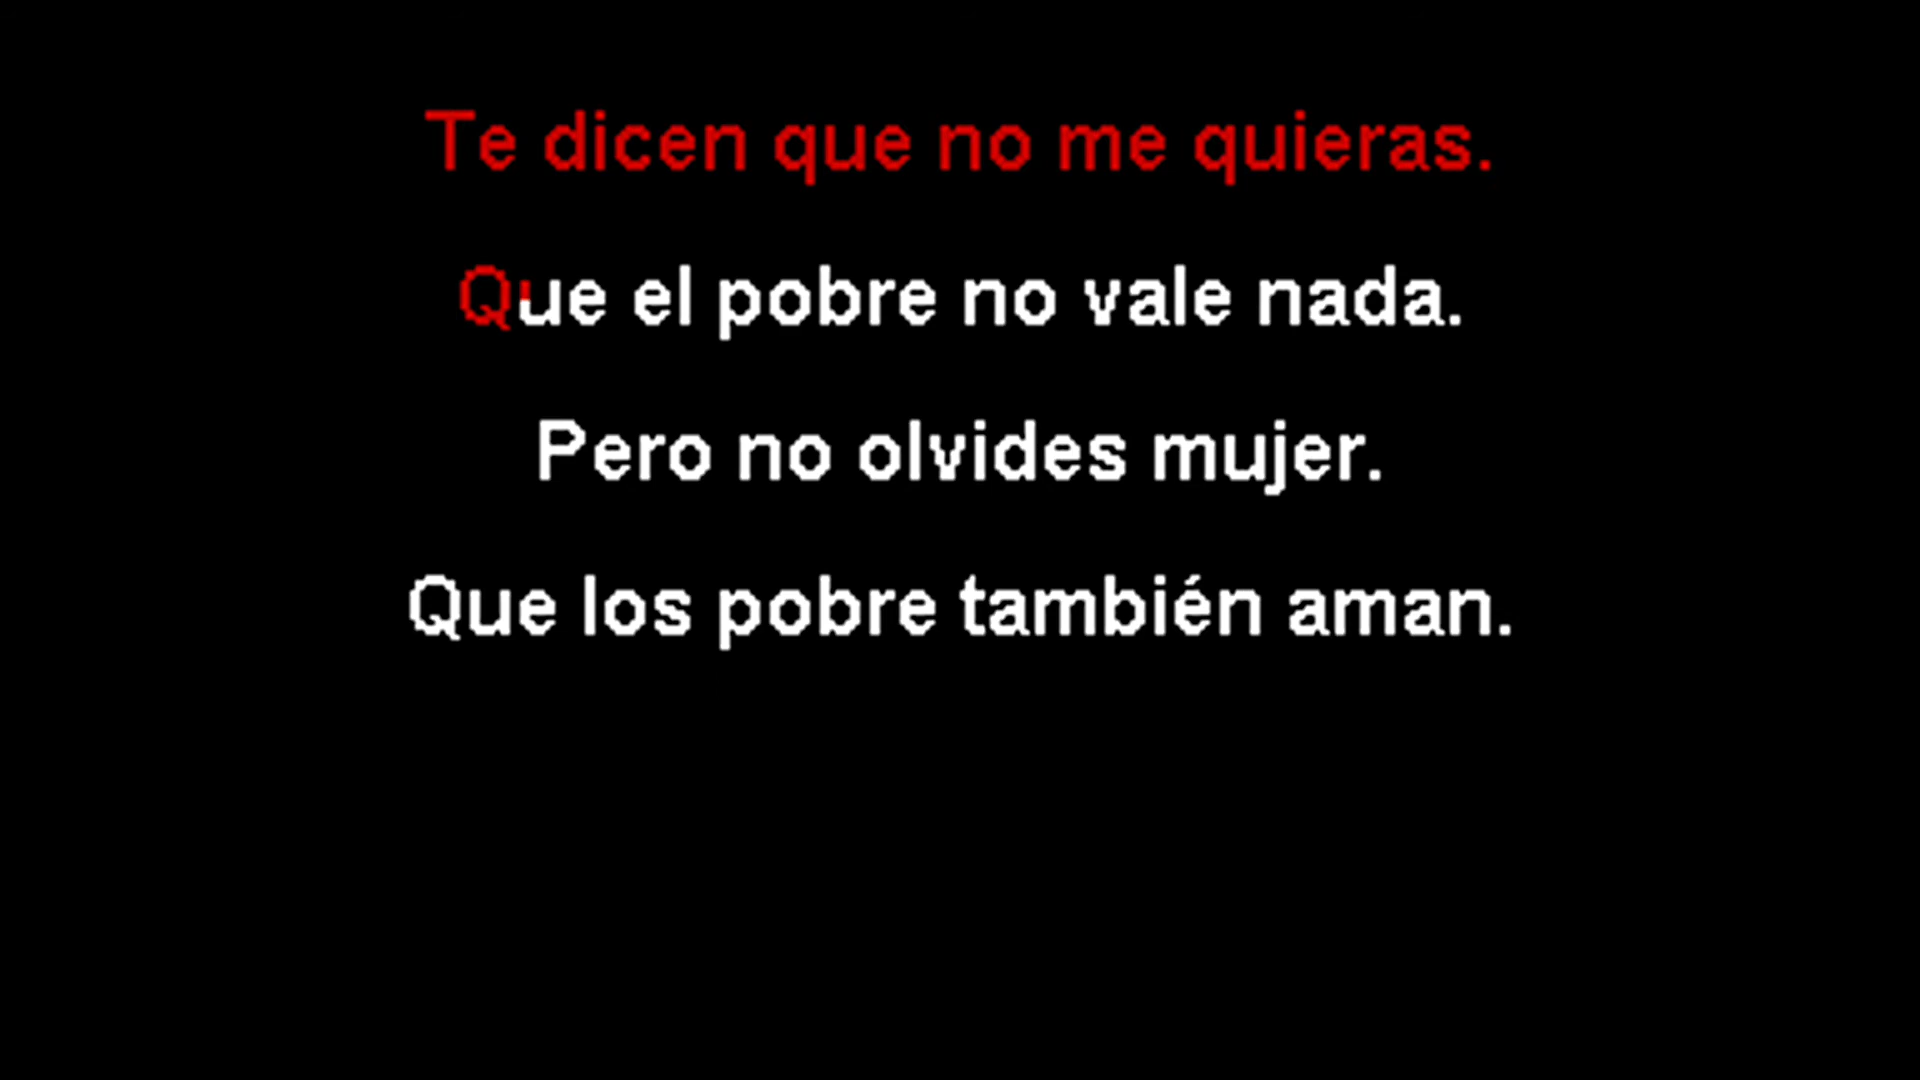 Te dicen que no me quieras.
Que el pobre no vale nada.
Pero no olvides mujer.
Que los pobre también aman.